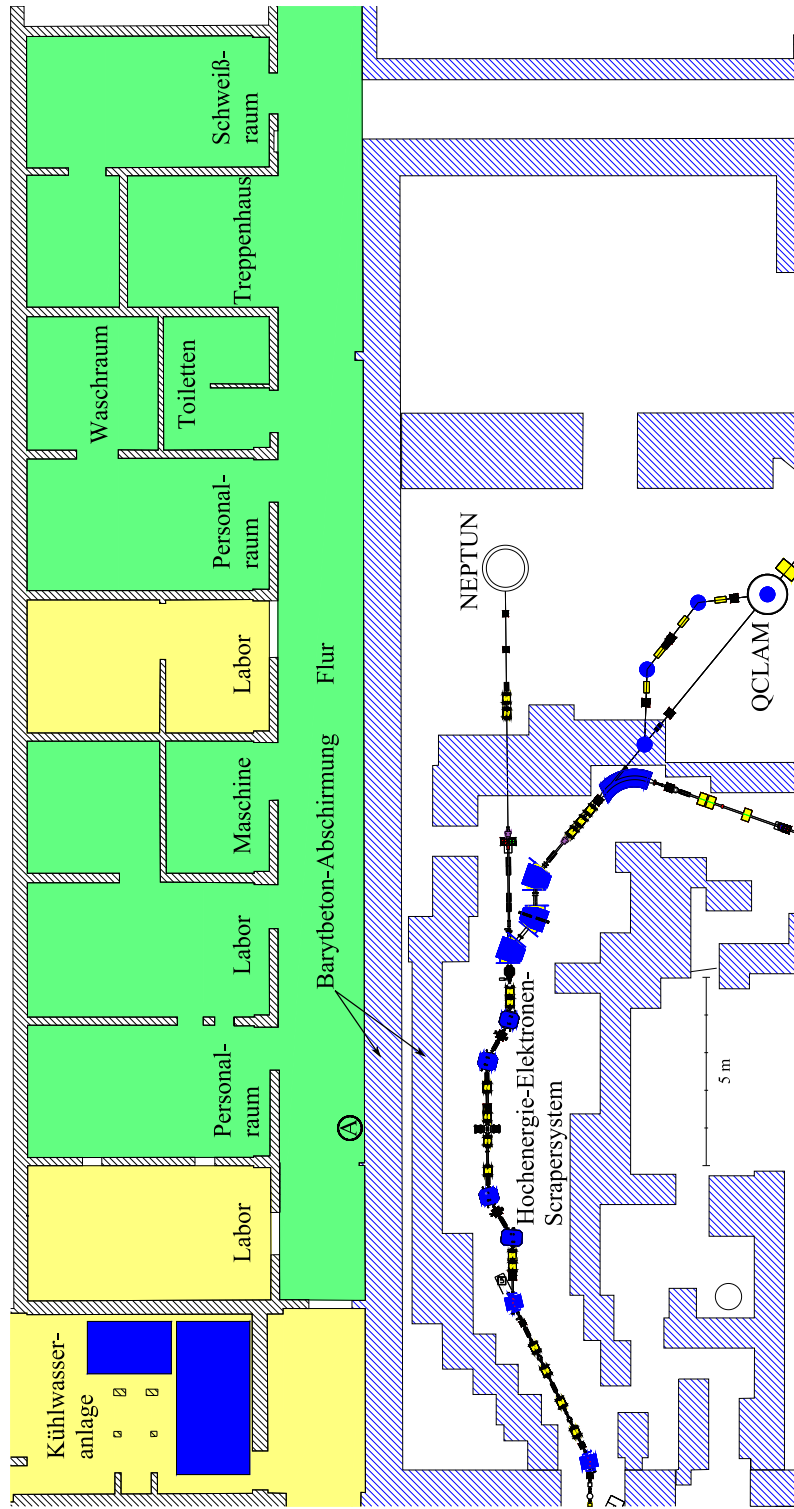 Kühlwasser-
anlage
Labor
Personal-
raum
Labor
Maschine
Labor
Personal-
raum
Waschraum
Toiletten
Treppenhaus
Schweiß-
raum
Flur
A
Barytbeton-Abschirmung
NEPTUN
QCLAM
Hochenergie-Elektronen-
Scrapersystem
5 m